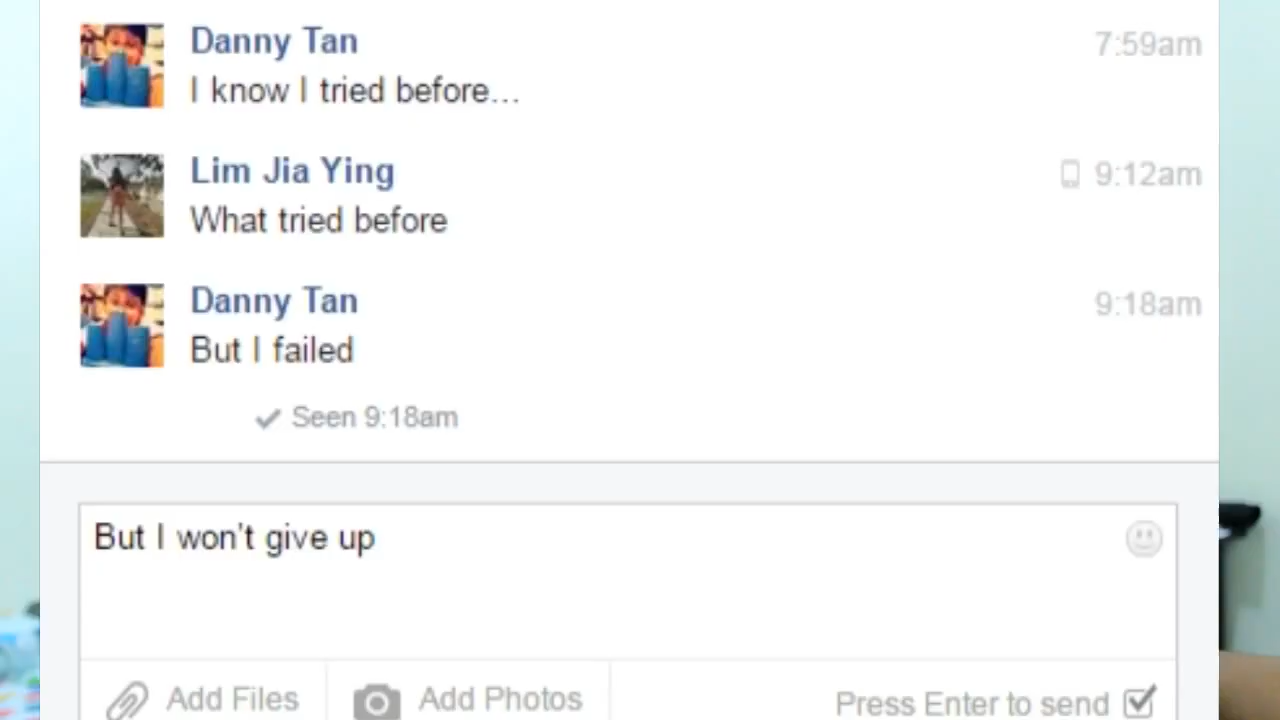 Danny Tan
7:59am
I know I tried before...
Lim Jia Ying
9:12am
What tried before
Danny Tan
9:18am
But I failed
Seen 9:18am
But I won't give up
Add Files
Add Photos
Press Enter to send